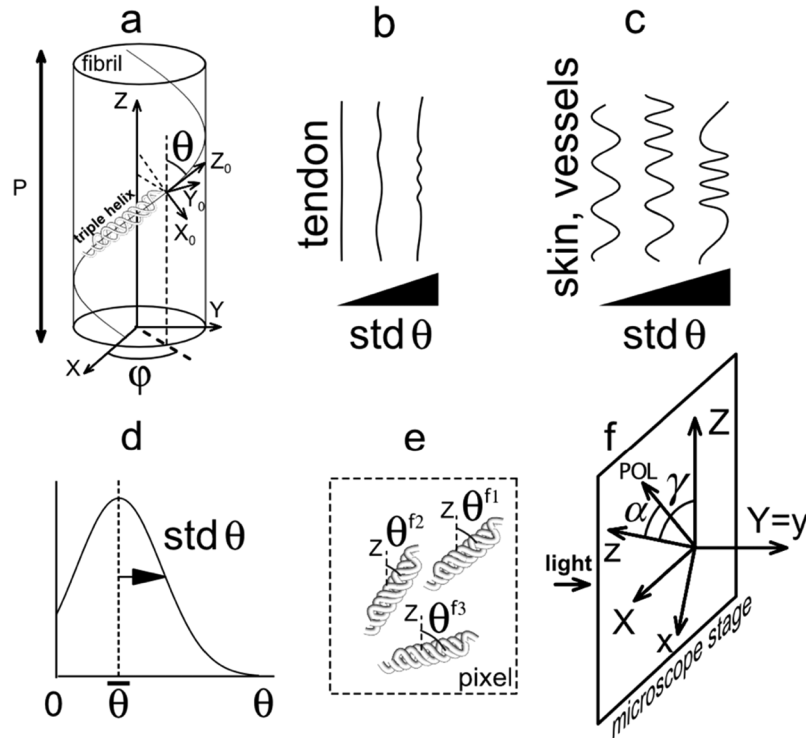 a
fibril
Z
θ
Z₀
Y₀
X₀
triple helix
P
Y
X
φ
b
tendon
std θ
c
skin, vessels
std θ
d
std θ
0
θ̅
θ
e
Z θᶠ¹
Z θᶠ²
Z θᶠ³
pixel
f
Z
POL
γ
α
Y=y
z
light
X
x
microscope stage